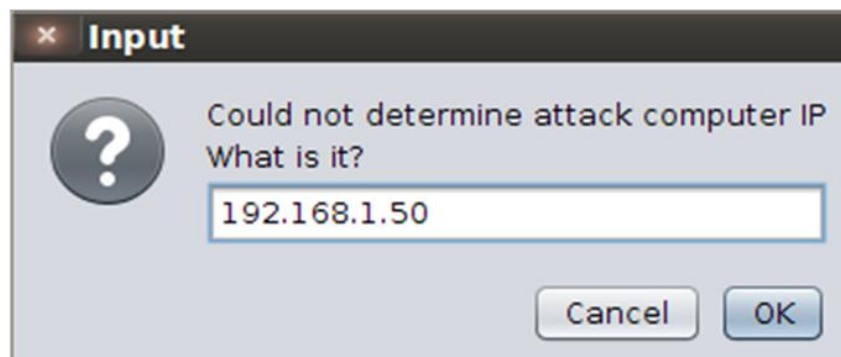 Input
Could not determine attack computer IP
What is it?
192.168.1.50
Cancel
OK